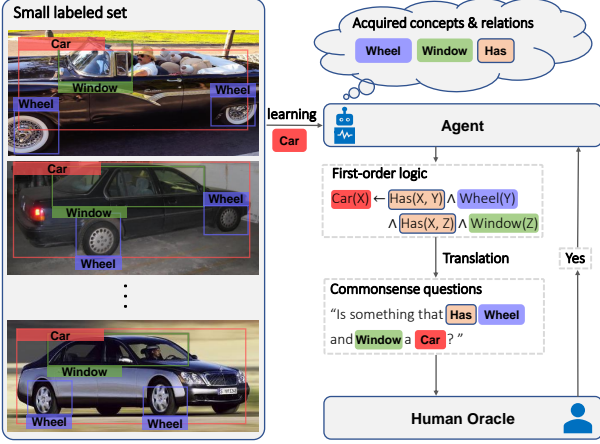 Small labeled set
Car
Window
Wheel
Wheel
Car
Window
Wheel
Wheel
Car
Window
Wheel
Wheel
Acquired concepts & relations
Wheel Window Has
learning
Car
Agent
First-order logic
Car(X) ← Has(X, Y) ∧ Wheel(Y)
∧ Has(X, Z) ∧ Window(Z)
Translation
Commonsense questions
“Is something that Has Wheel
and Window a Car? ”
Yes
Human Oracle